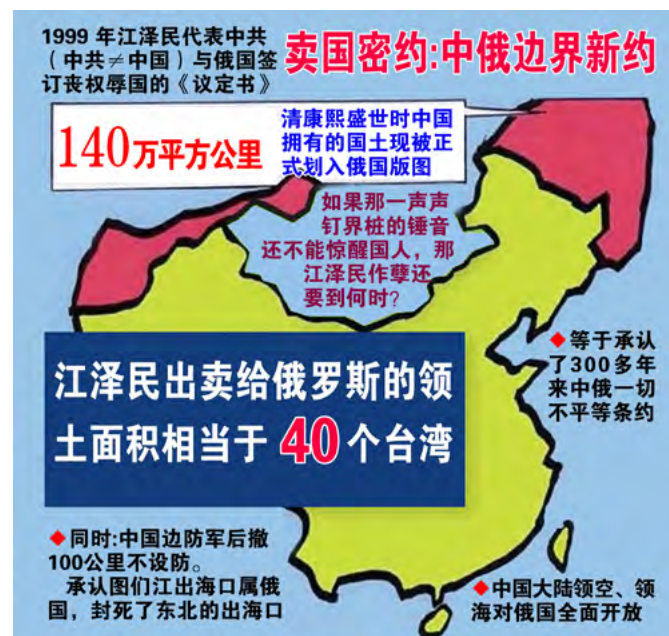 1999 年江泽民代表中共
（中共≠中国）与俄国签
订丧权辱国的《议定书》
卖国密约:中俄边界新约
140万平方公里
清康熙盛世时中国
拥有的国土现被正
式划入俄国版图
如果那一声声
钉界桩的锤音
还不能惊醒国人，那
江泽民作孽还
要到何时?
江泽民出卖给俄罗斯的领
土面积相当于 40 个台湾
◆等于承认
了300多年
来中俄一切
不平等条约
◆同时:中国边防军后撤
100公里不设防。
承认图们江出海口属俄
国，封死了东北的出海口
◆中国大陆领空、领
海对俄国全面开放